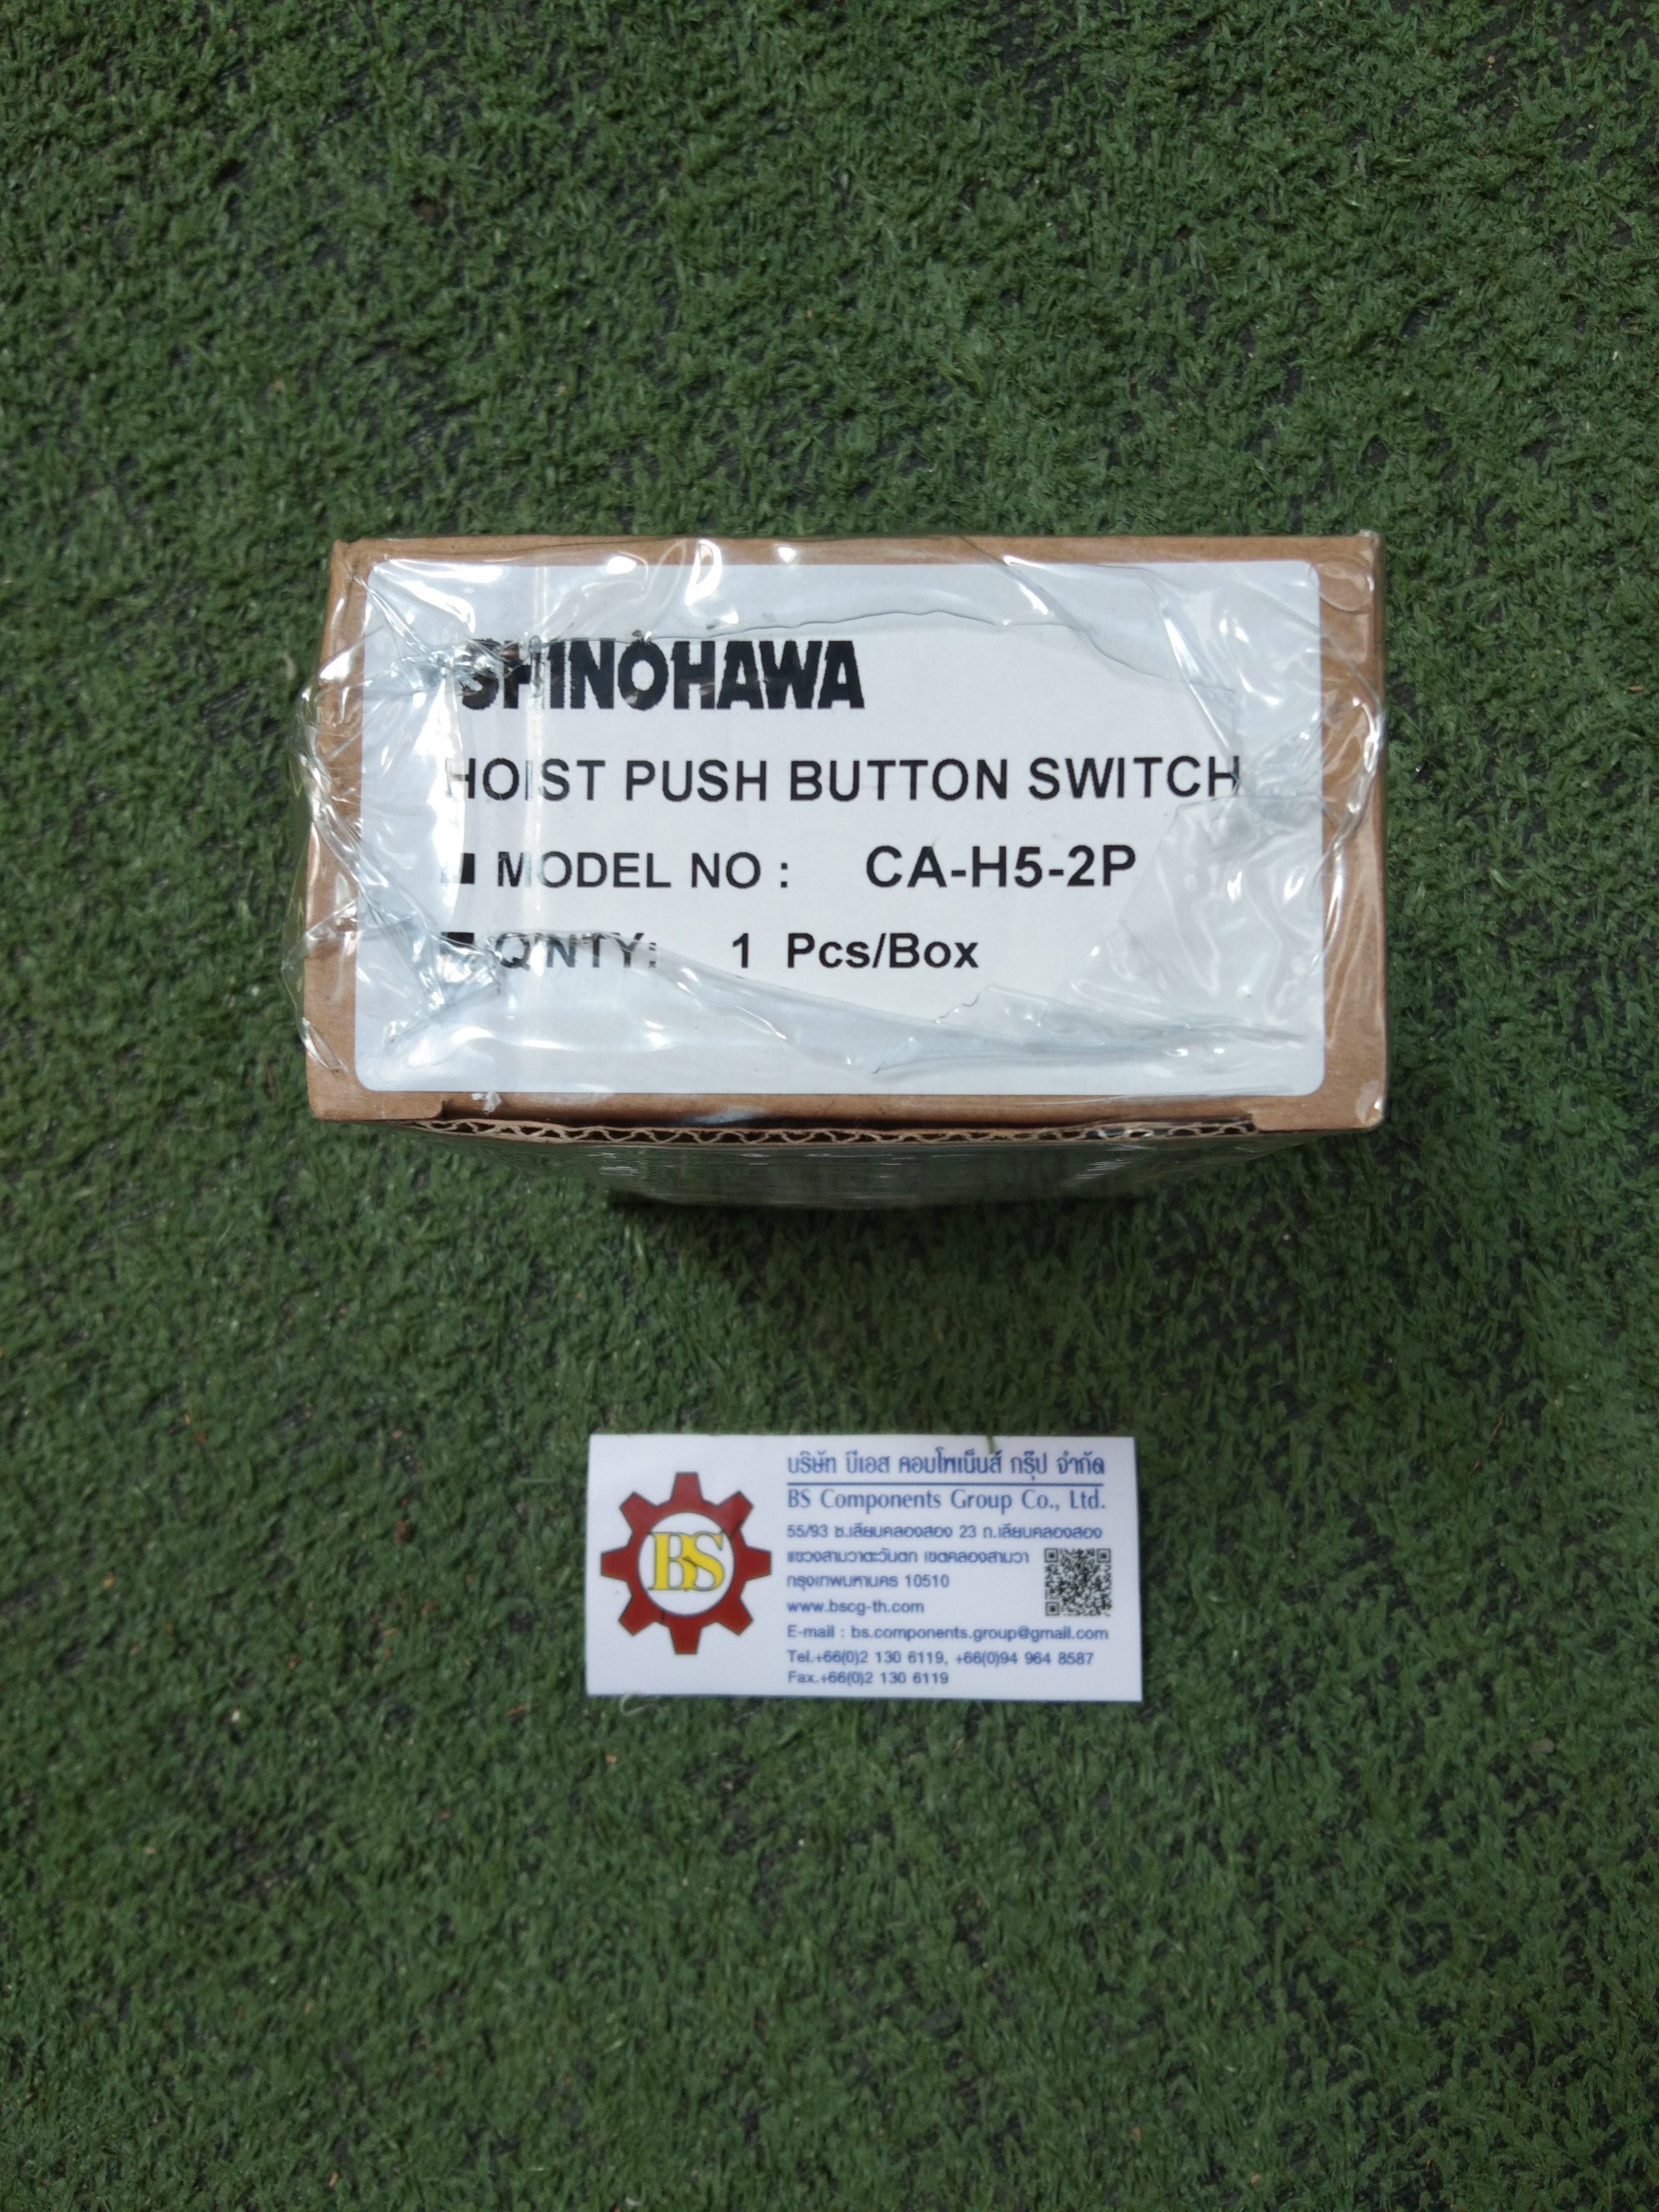 SHINOHAWA
HOIST PUSH BUTTON SWITCH
■ MODEL NO : CA-H5-2P
■ Q'NTY: 1 Pcs/Box
BS
บริษัท บีเอส คอมโพเน็นส์ กรุ๊ป จำกัด
BS Components Group Co., Ltd.
55/93 ซ.เลียบคลองสอง 23 ถ.เลียบคลองสอง
แขวงสามวาตะวันตก เขตคลองสามวา
กรุงเทพมหานคร 10510
www.bscg-th.com
E-mail : bs.components.group@gmail.com
Tel.+66(0)2 130 6119, +66(0)94 964 8587
Fax.+66(0)2 130 6119